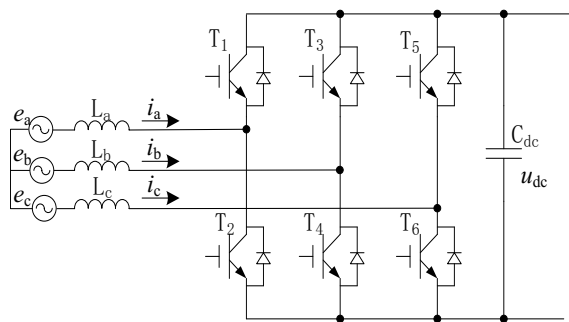 T1 T3 T5
ea La ia
eb Lb ib
ec Lc ic
Cdc
udc
T2 T4 T6